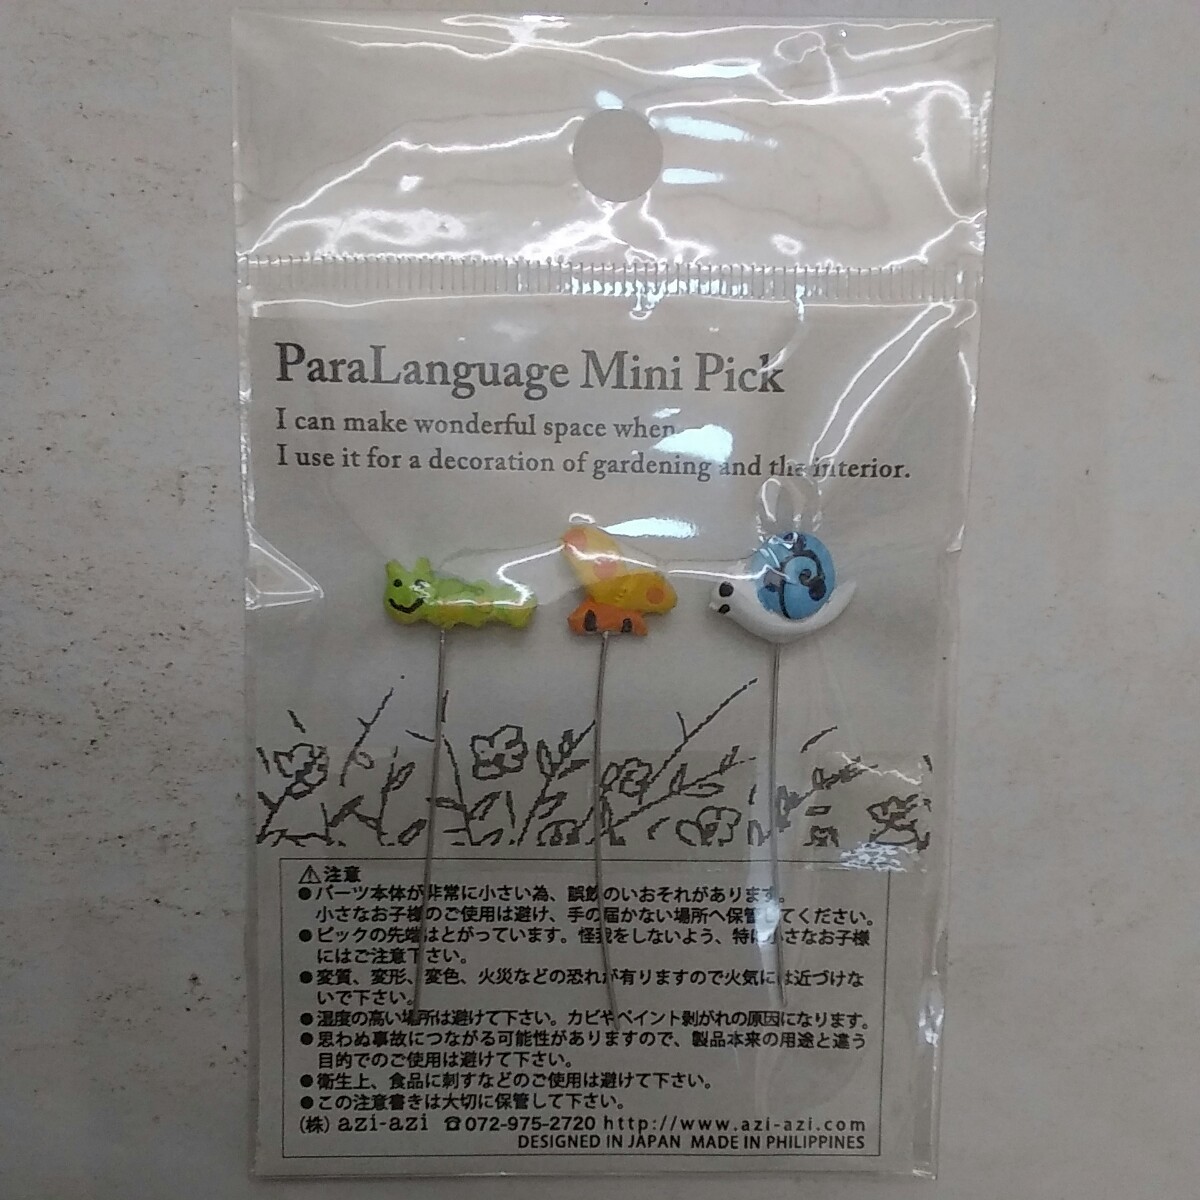 ParaLanguage Mini Pick
I can make wonderful space when
I use it for a decoration of gardening and the interior.
⚠注意
●パーツ本体が非常に小さい為、誤飲のいおそれがあります。
小さなお子様のご使用は避け、手の届かない場所へ保管してください。
●ピックの先端はとがっています。怪我をしないよう、特に小さなお子様
にはご注意下さい。
●変質、変形、変色、火災などの恐れが有りますので火気には近づけな
いで下さい。
●湿度の高い場所は避けて下さい。カビやペイント剝がれの原因になります。
●思わぬ事故につながる可能性がありますので、製品本来の用途と違う
目的でのご使用は避けて下さい。
●衛生上、食品に刺すなどのご使用は避けて下さい。
●この注意書きは大切に保管して下さい。
(株) azi-azi ☎072-975-2720 http://www.azi-azi.com
DESIGNED IN JAPAN MADE IN PHILIPPINES